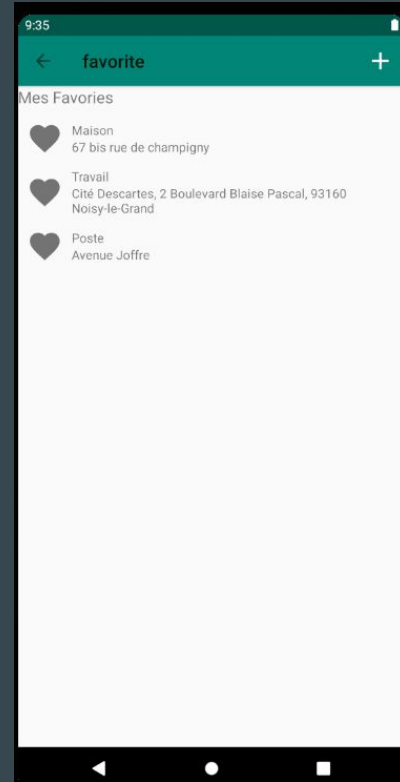 9:35
favorite
Mes Favories
Maison
67 bis rue de champigny
Travail
Cité Descartes, 2 Boulevard Blaise Pascal, 93160
Noisy-le-Grand
Poste
Avenue Joffre